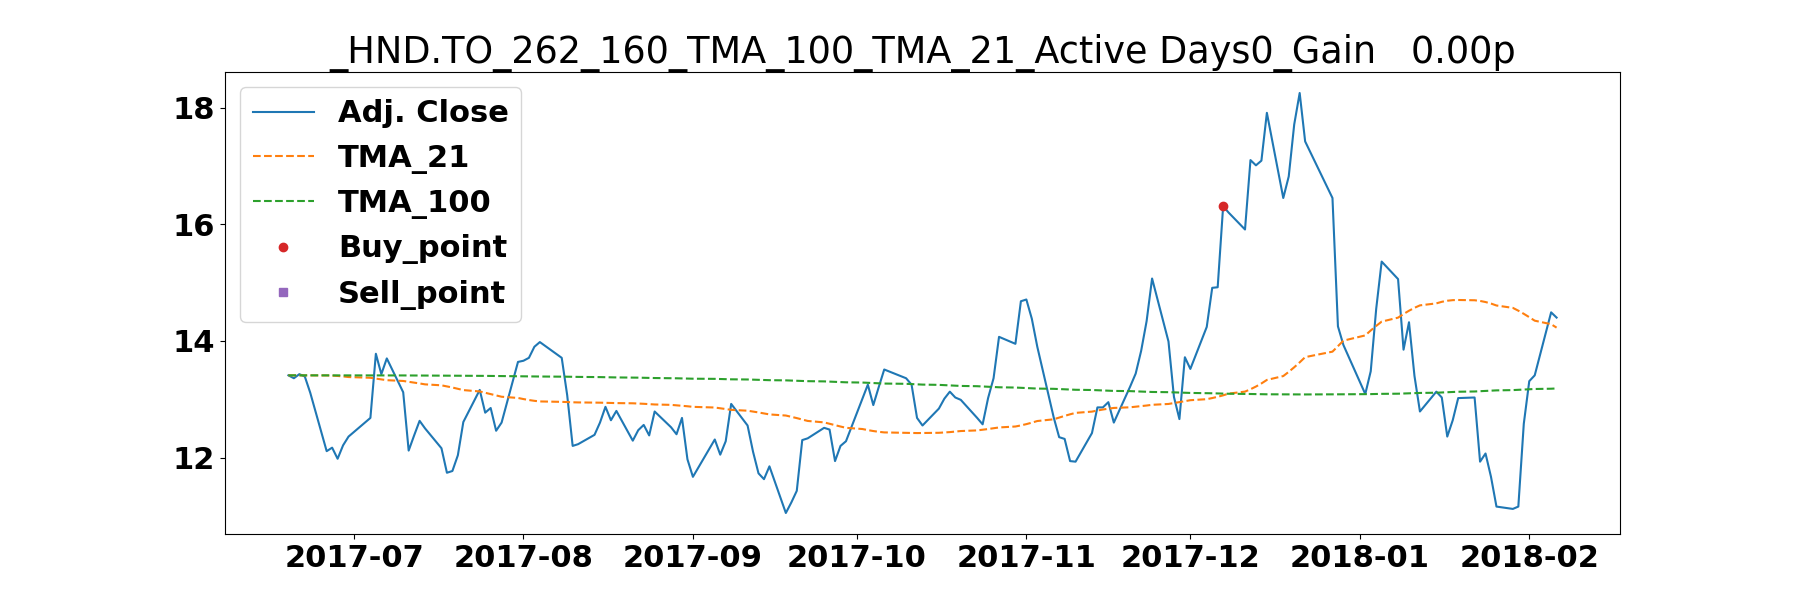 _HND.TO_262_160_TMA_100_TMA_21_Active Days0_Gain   0.00p
18
16
14
12
Adj. Close
TMA_21
TMA_100
Buy_point
Sell_point
2017-07 2017-08 2017-09 2017-10 2017-11 2017-12 2018-01 2018-02